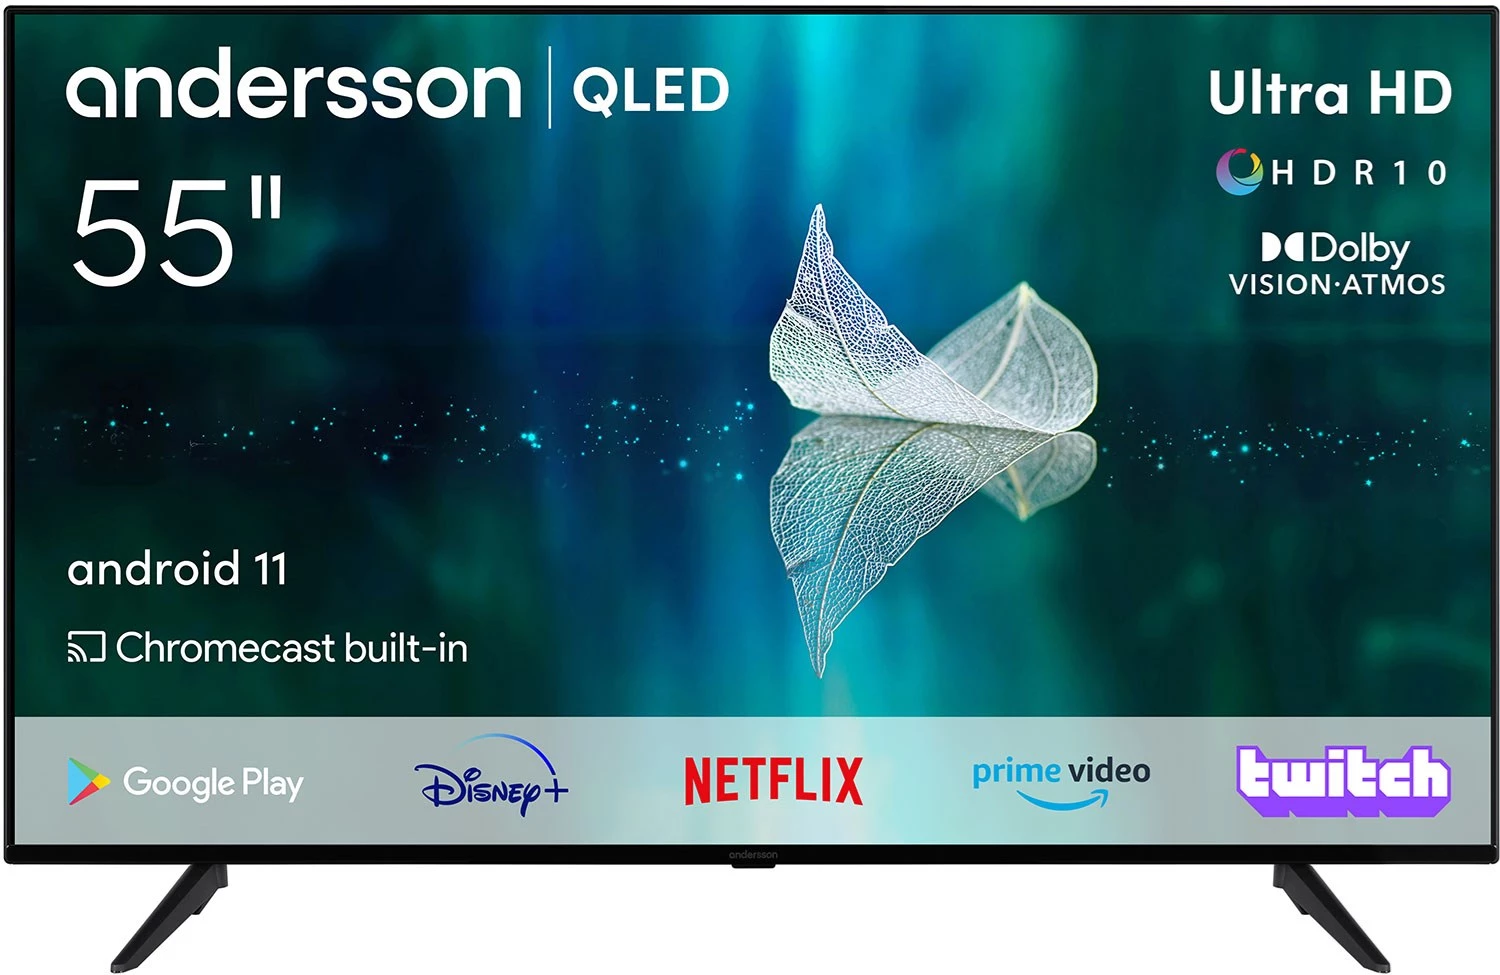 andersson | QLED
55"
Ultra HD
HDR10
Dolby
VISION·ATMOS
android 11
Chromecast built-in
Google Play
Disney+
NETFLIX
prime video
twitch
andersson